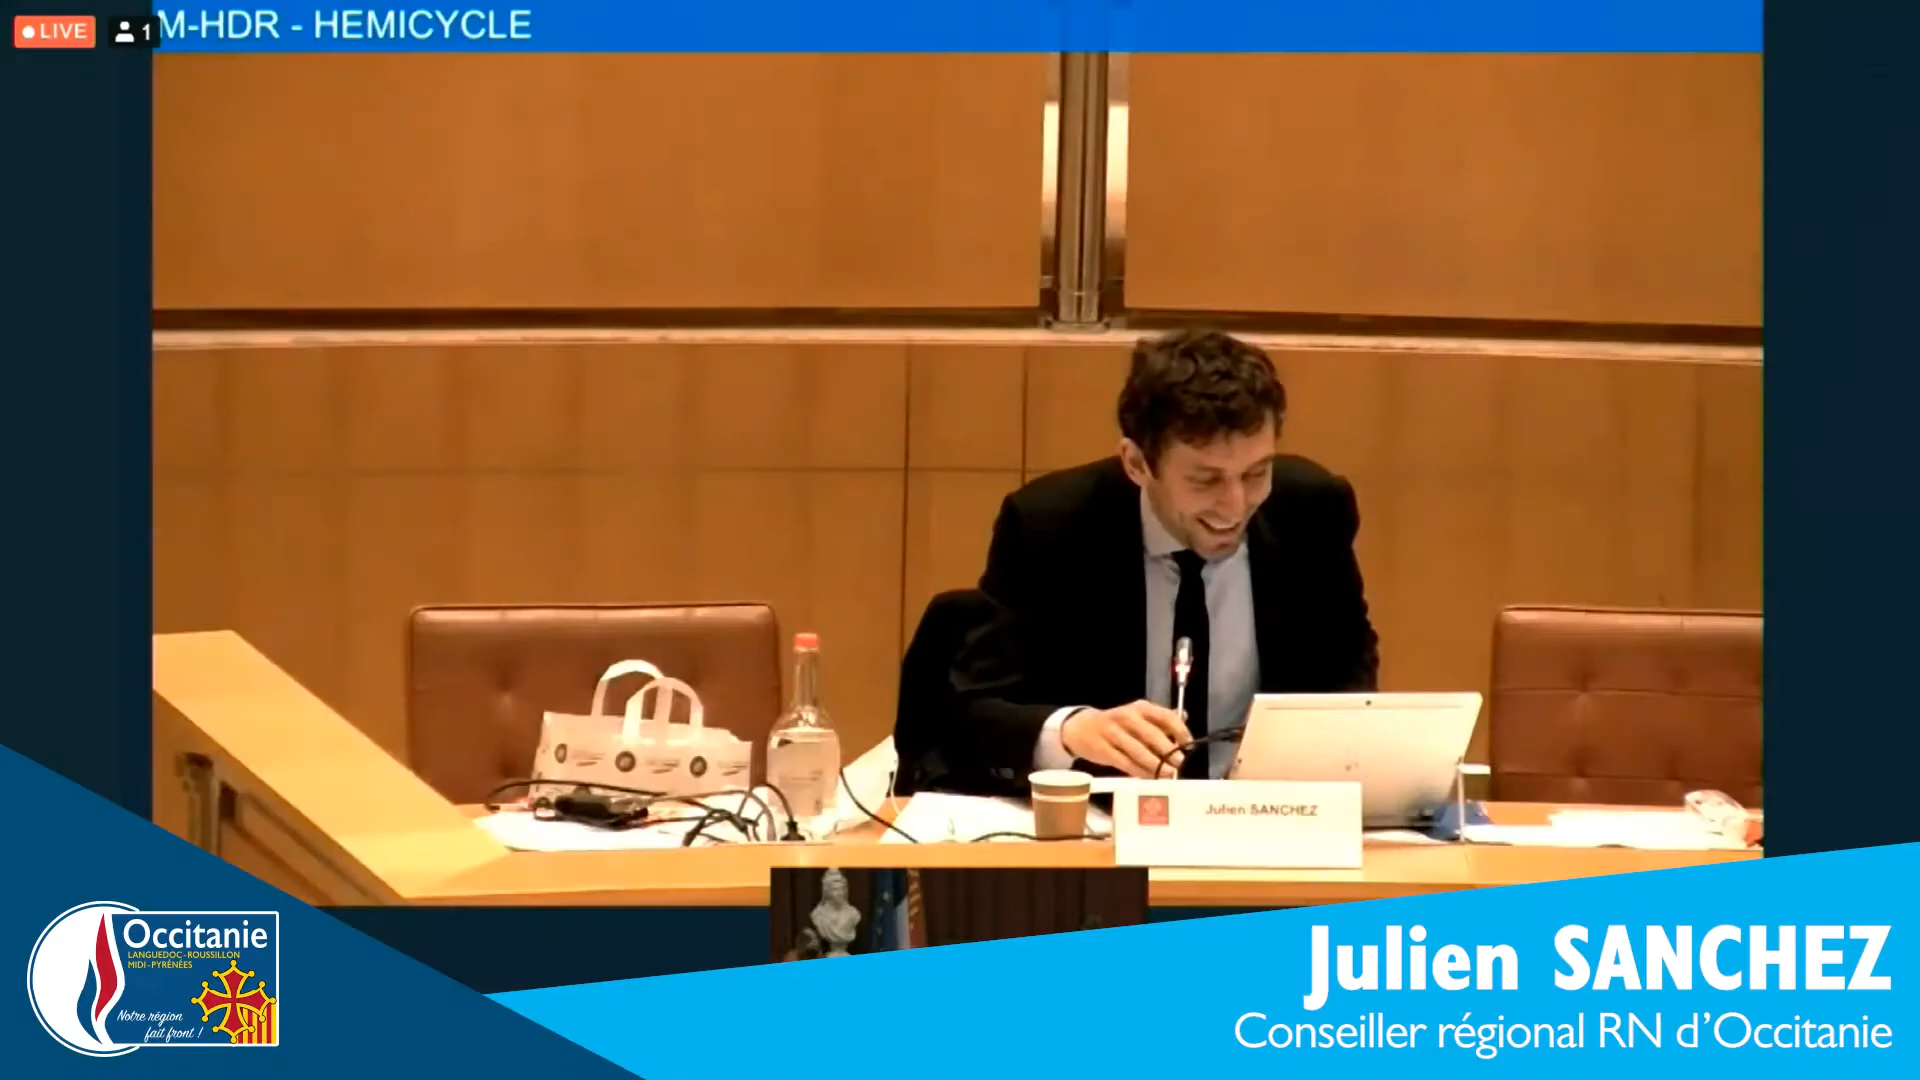 LIVE
1
M-HDR - HEMICYCLE
Julien SANCHEZ
Occitanie
LANGUEDOC-ROUSSILLON
MIDI-PYRÉNÉES
Notre région
fait front !
Julien SANCHEZ
Conseiller régional RN d'Occitanie